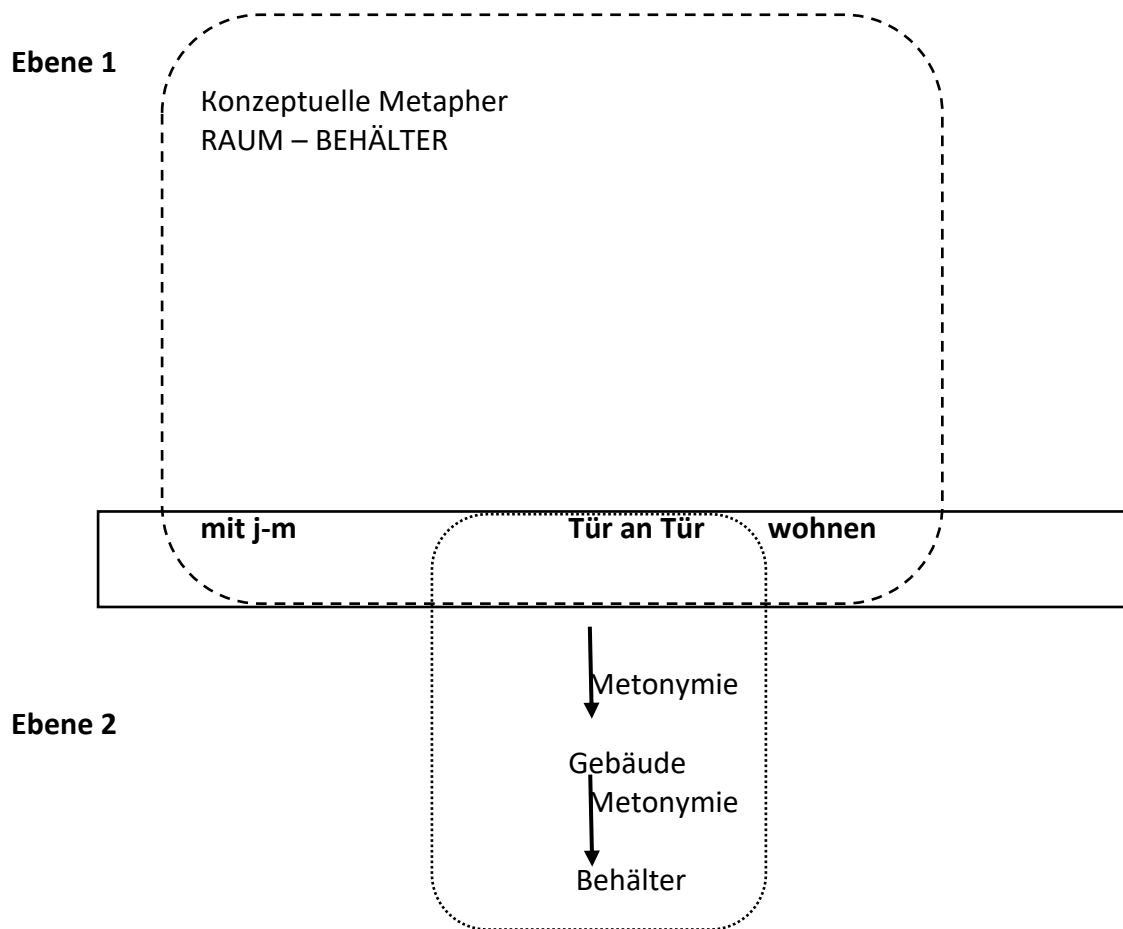 Ebene 1
Konzeptuelle Metapher
RAUM – BEHÄLTER
mit j-m Tür an Tür wohnen
Metonymie
Ebene 2
Gebäude
Metonymie
Behälter